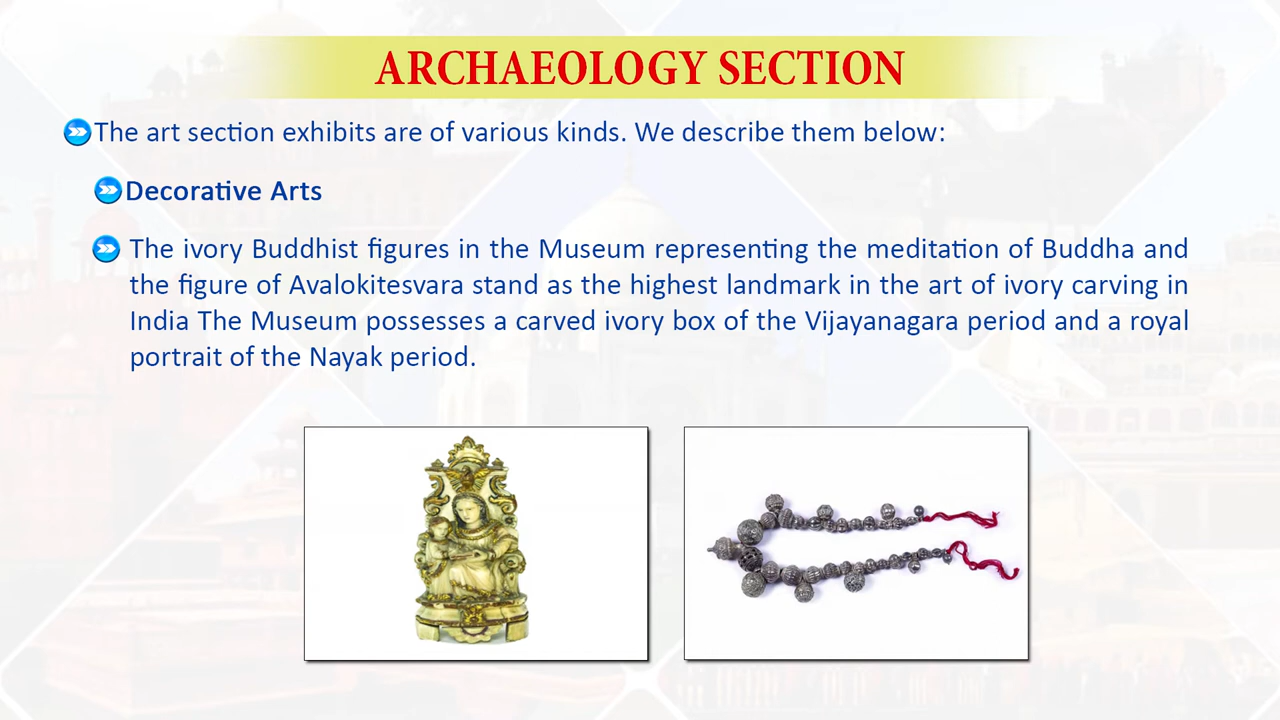 ARCHAEOLOGY SECTION
The art section exhibits are of various kinds. We describe them below:
Decorative Arts
The ivory Buddhist figures in the Museum representing the meditation of Buddha and
the figure of Avalokitesvara stand as the highest landmark in the art of ivory carving in
India The Museum possesses a carved ivory box of the Vijayanagara period and a royal
portrait of the Nayak period.